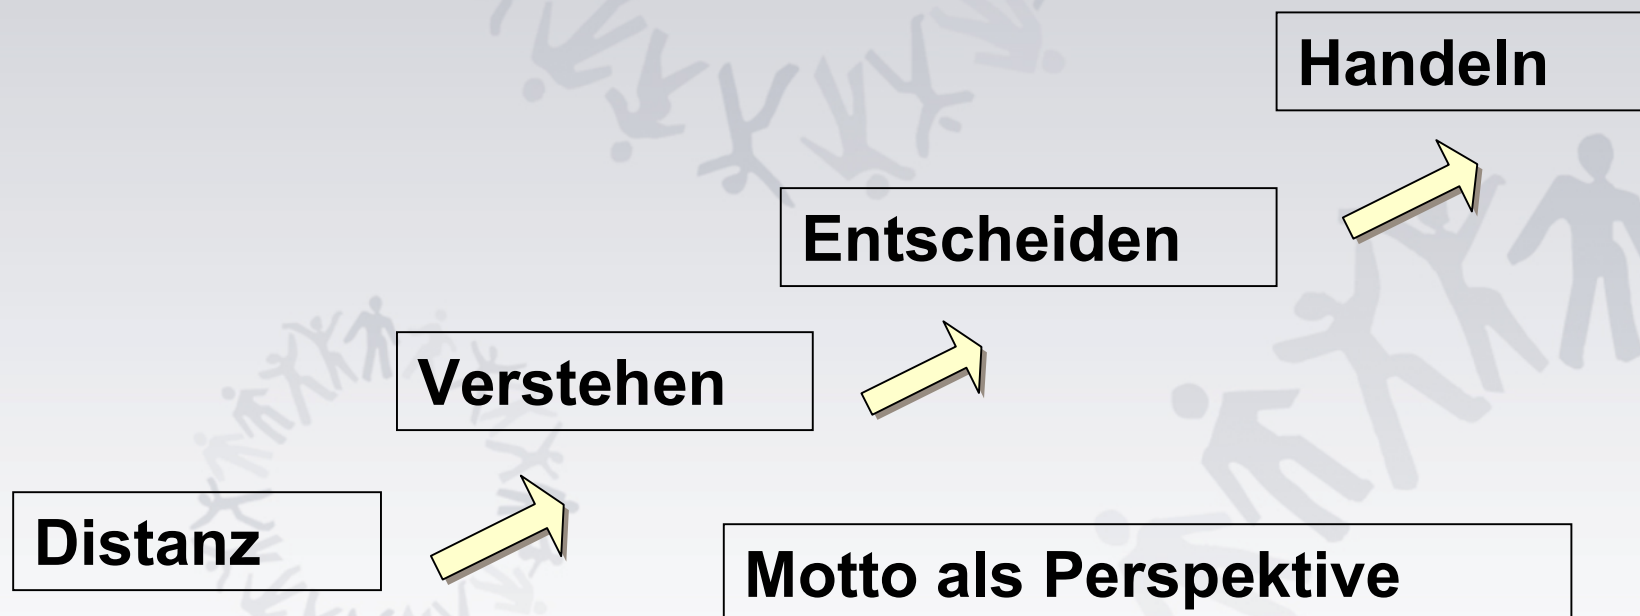 Handeln
Entscheiden
Verstehen
Distanz
Motto als Perspektive